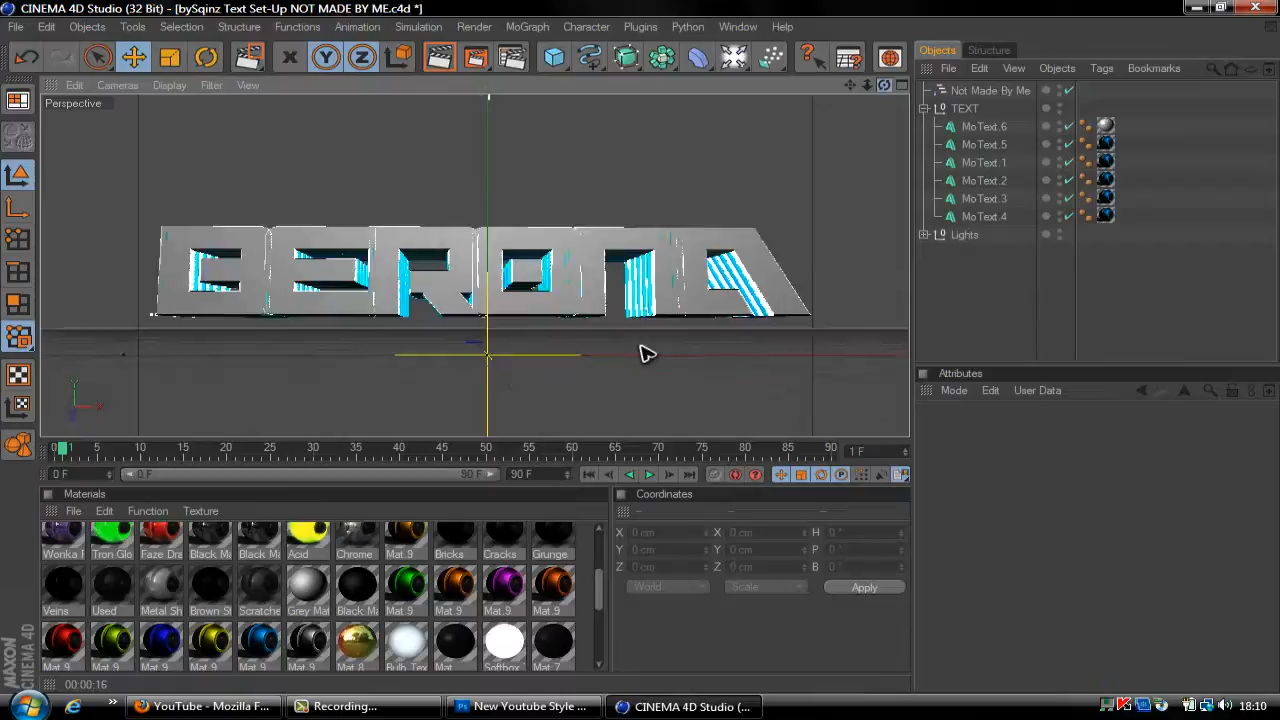 CINEMA 4D Studio (32 Bit) - [bySqinz Text Set-Up NOT MADE BY ME.c4d *]
File Edit Objects Tools Selection Structure Functions Animation Simulation Render MoGraph Character Plugins Python Window Help
Objects Structure
File Edit View Objects Tags Bookmarks
Edit Cameras Display Filter View
Perspective
Not Made By Me
TEXT
MoText.6
MoText.5
MoText.1
MoText.2
MoText.3
MoText.4
Lights
Y
X
Attributes
Mode Edit User Data
0 5 10 15 20 25 30 35 40 45 50 55 60 65 70 75 80 85 90 1 F
0 F 0 F 90 F 90 F
Materials
File Edit Function Texture
Wonka F Tron Glo Faze Dra Black Ma Black Ma Acid Chrome Mat.9 Bricks Cracks Grunge
Veins Used Metal Sh Brown St Scratche Grey Mat Black Ma Mat.9 Mat.9 Mat.9 Mat.9
Mat.9 Mat.9 Mat.9 Mat.9 Mat.9 Mat.9 Mat.8 Bulb Tex Mat Softbox Mat.7
Coordinates
X 0 cm X 0 cm H 0 °
Y 0 cm Y 0 cm P 0 °
Z 0 cm Z 0 cm B 0 °
World Scale Apply
MAXON CINEMA 4D
00:00:16
YouTube - Mozilla F... Recording... New Youtube Style ... CINEMA 4D Studio (... 18:10